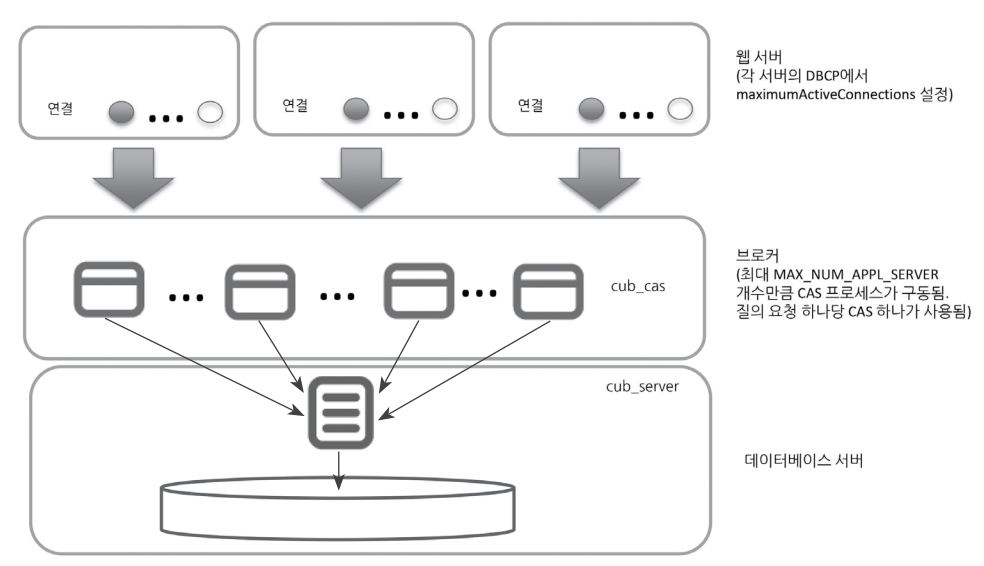 웹 서버
(각 서버의 DBCP에서
maximumActiveConnections 설정)
연결
연결
연결
브로커
(최대 MAX_NUM_APPL_SERVER
개수만큼 CAS 프로세스가 구동됨.
질의 요청 하나당 CAS 하나가 사용됨)
cub_cas
cub_server
데이터베이스 서버